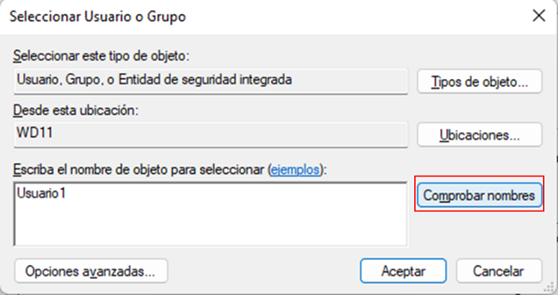 Seleccionar Usuario o Grupo
Seleccionar este tipo de objeto:
Usuario, Grupo, o Entidad de seguridad integrada
Tipos de objeto...
Desde esta ubicación:
WD11
Ubicaciones...
Escriba el nombre de objeto para seleccionar (ejemplos):
Usuario1
Comprobar nombres
Opciones avanzadas...
Aceptar
Cancelar